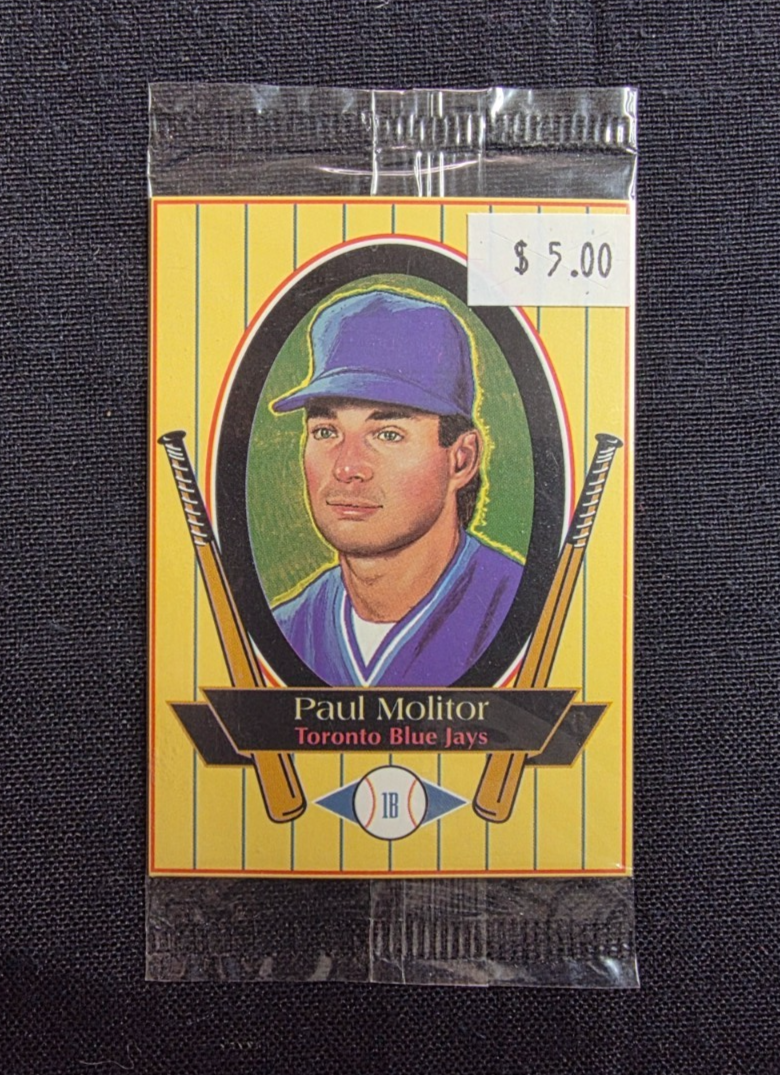 $ 5.00
Paul Molitor
Toronto Blue Jays
1B